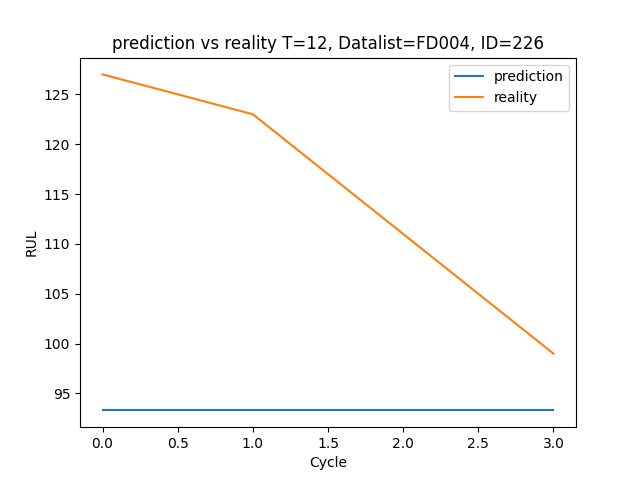 prediction vs reality T=12, Datalist=FD004, ID=226
prediction
reality
125
120
115
110
105
100
95
RUL
0.0 0.5 1.0 1.5 2.0 2.5 3.0
Cycle